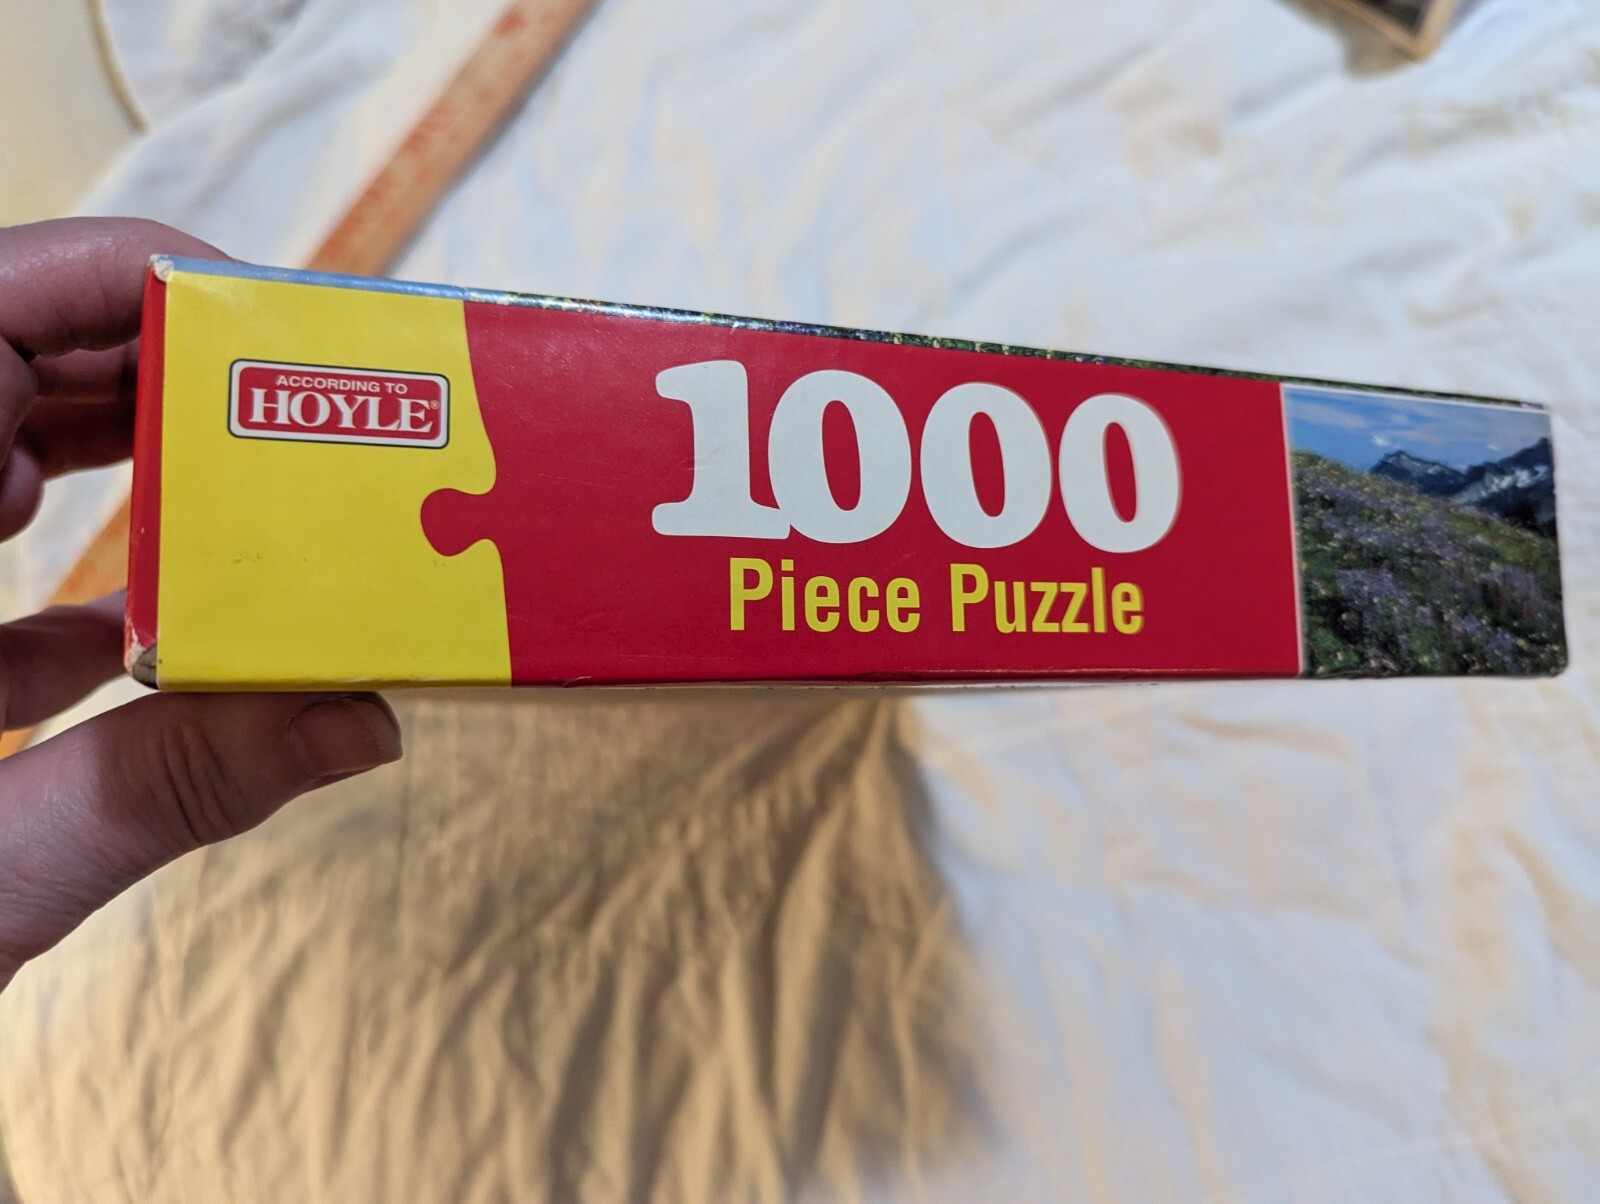 ACCORDING TO
HOYLE®
1000
Piece Puzzle